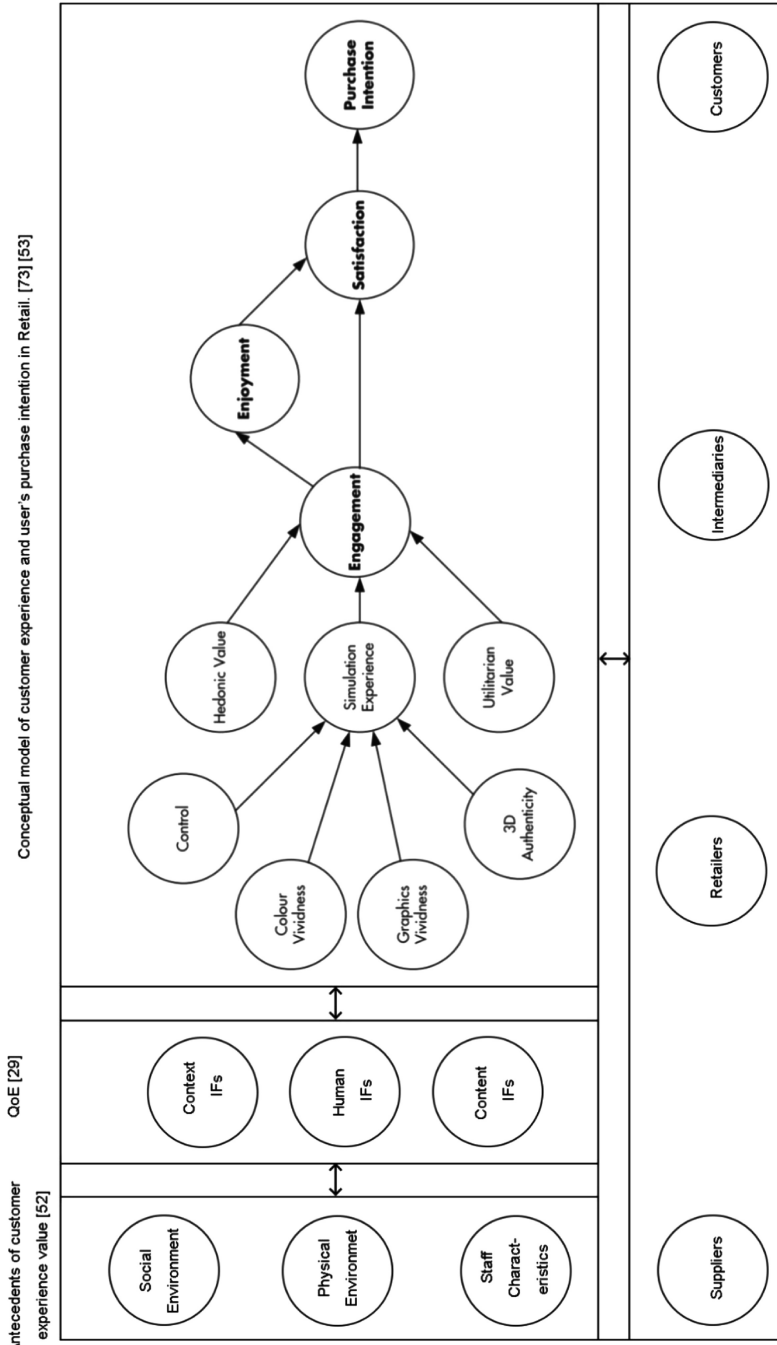 ntecedents of customer
experience value [52]
QoE [29]
Conceptual model of customer experience and user's purchase intention in Retail. [73] [53]
Social
Environment
Physical
Environmet
Staff
Charact-
eristics
Context
IFs
Human
IFs
Content
IFs
Control
Colour
Vividness
Graphics
Vividness
3D
Authenticity
Hedonic Value
Simulation
Experience
Utilitarian
Value
Engagement
Enjoyment
Satisfaction
Purchase
Intention
Suppliers
Retailers
Intermediaries
Customers